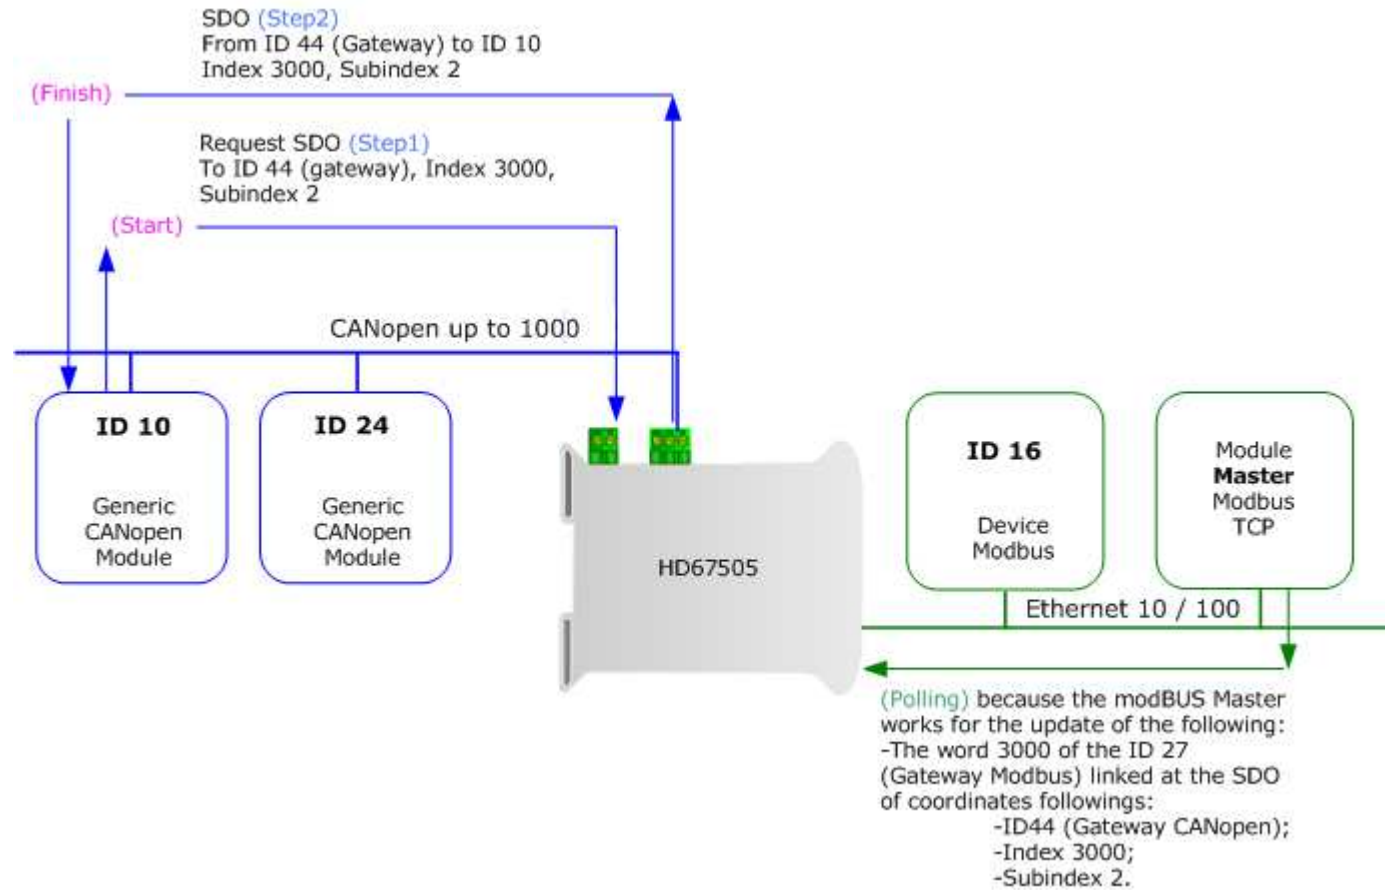 SDO (Step2)
From ID 44 (Gateway) to ID 10
Index 3000, Subindex 2
(Finish)
Request SDO (Step1)
To ID 44 (gateway), Index 3000,
Subindex 2
(Start)
CANopen up to 1000
ID 10
Generic
CANopen
Module
ID 24
Generic
CANopen
Module
HD67505
ID 16
Device
Modbus
Module
Master
Modbus
TCP
Ethernet 10 / 100
(Polling) because the modBUS Master
works for the update of the following:
-The word 3000 of the ID 27
(Gateway Modbus) linked at the SDO
of coordinates followings:
-ID44 (Gateway CANopen);
-Index 3000;
-Subindex 2.